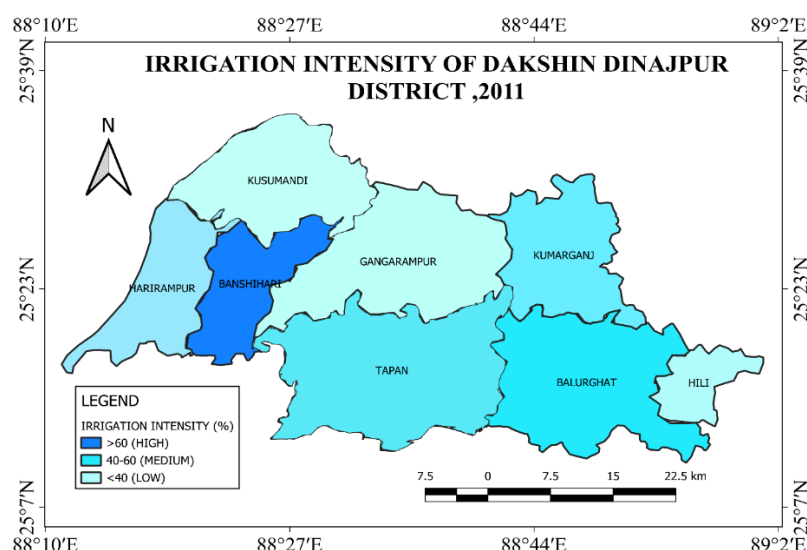 88°10′E 88°27′E 88°44′E 89°2′E
IRRIGATION INTENSITY OF DAKSHIN DINAJPUR
DISTRICT ,2011
25°39′N
25°39′N
N
KUSUMANDI
GANGARAMPUR
KUMARGANJ
HARIRAMPUR
BANSHIHARI
25°23′N
25°23′N
TAPAN
BALURGHAT
HILI
LEGEND
IRRIGATION INTENSITY (%)
>60 (HIGH)
40-60 (MEDIUM)
<40 (LOW)
7.5 0 7.5 15 22.5 km
25°7′N
25°7′N
88°10′E 88°27′E 88°44′E 89°2′E